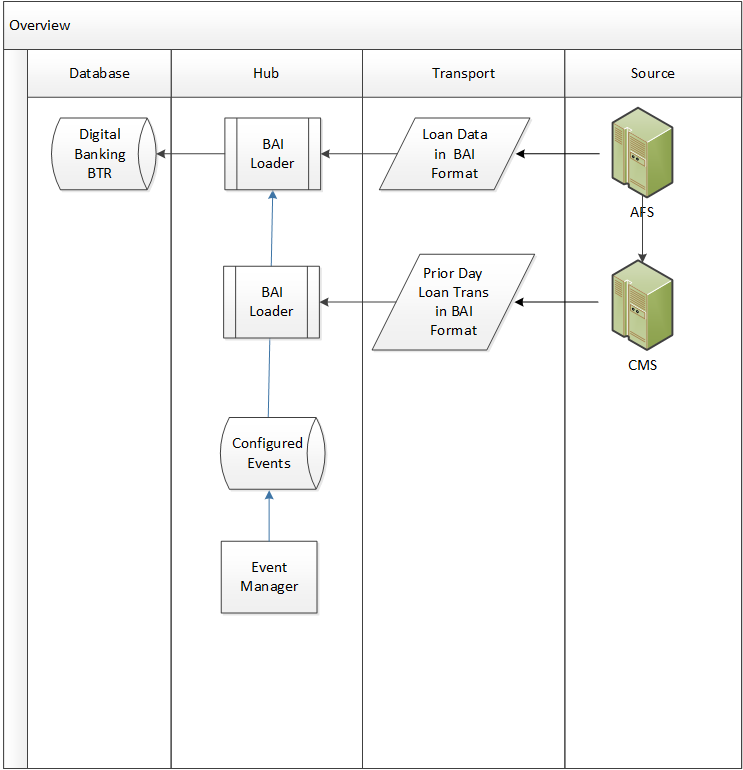 Overview
Database
Hub
Transport
Source
Digital
Banking
BTR
BAI
Loader
Loan Data
in BAI
Format
AFS
BAI
Loader
Prior Day
Loan Trans
in BAI
Format
CMS
Configured
Events
Event
Manager